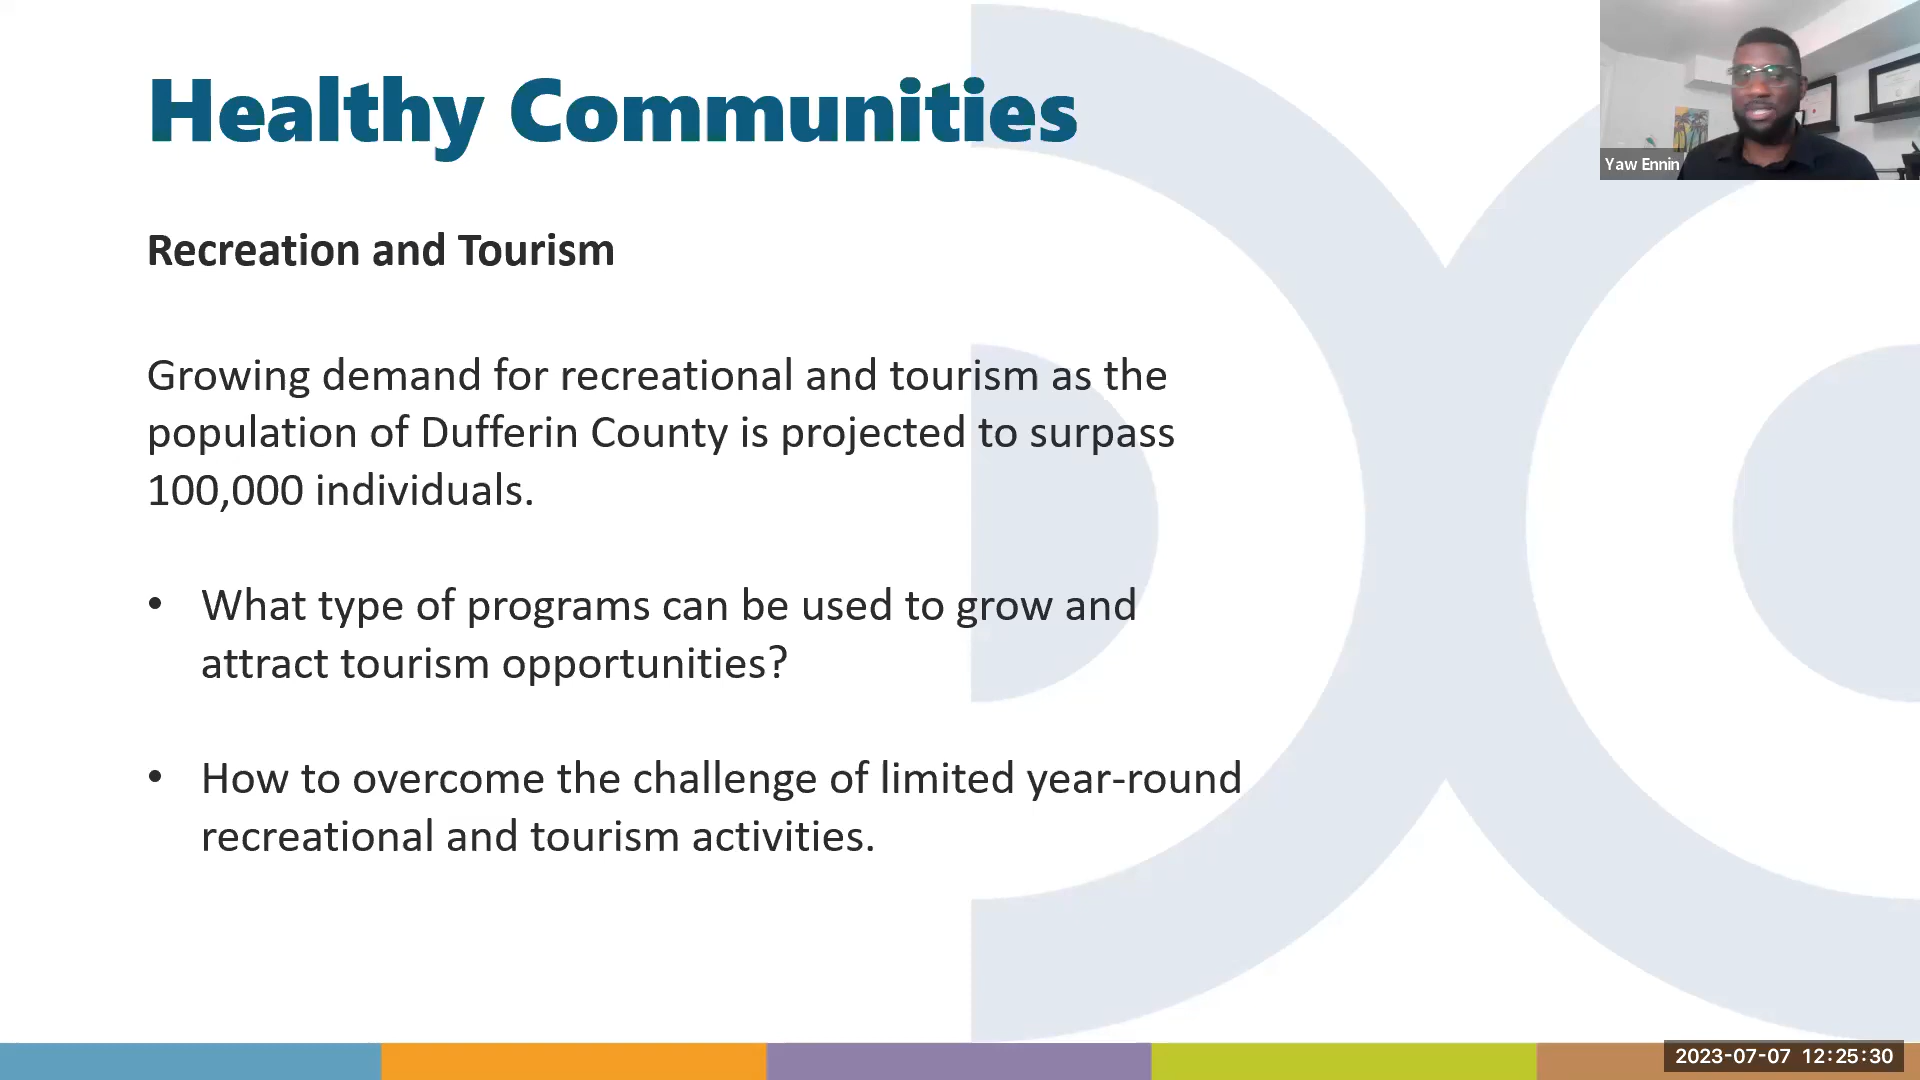 Healthy Communities
Yaw Ennin
Recreation and Tourism
Growing demand for recreational and tourism as the
population of Dufferin County is projected to surpass
100,000 individuals.
• What type of programs can be used to grow and
attract tourism opportunities?
• How to overcome the challenge of limited year-round
recreational and tourism activities.
2023-07-07 12:25:30